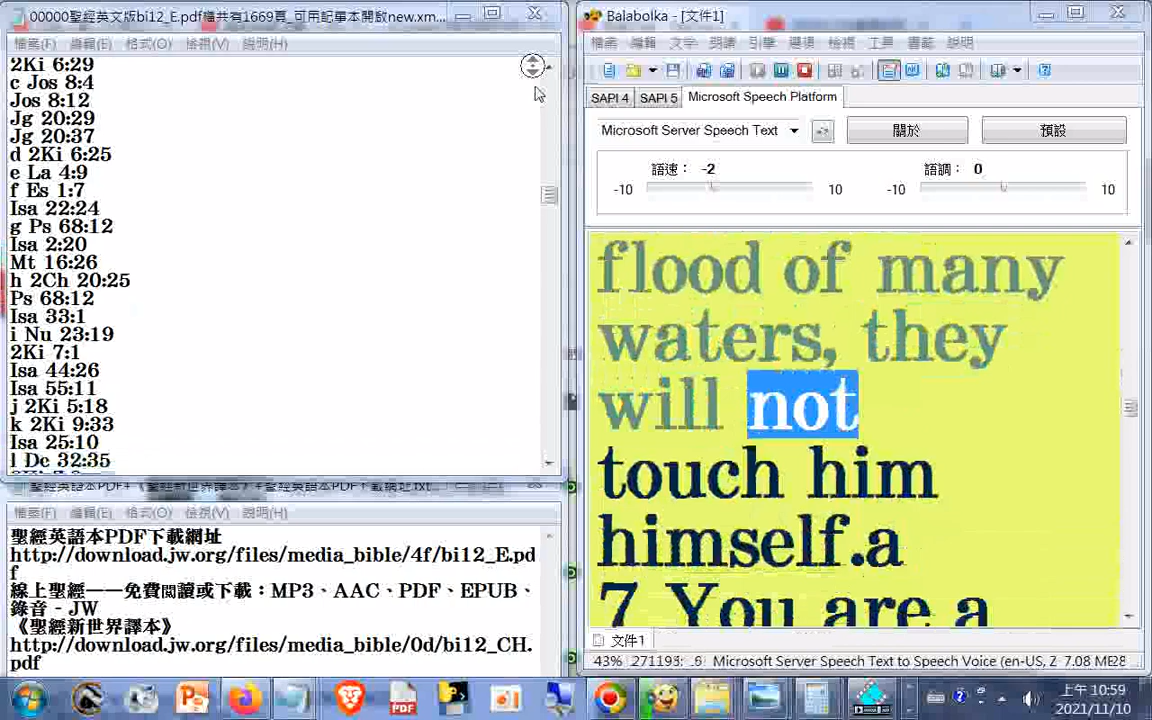 00000聖經英文版bi12_E.pdf檔共有1669頁_可用記事本開啟new.xm...
檔案(F) 編輯(E) 格式(O) 檢視(V) 說明(H)
2Ki 6:29
c Jos 8:4
Jos 8:12
Jg 20:29
Jg 20:37
d 2Ki 6:25
e La 4:9
f Es 1:7
Isa 22:24
g Ps 68:12
Isa 2:20
Mt 16:26
h 2Ch 20:25
Ps 68:12
Isa 33:1
i Nu 23:19
2Ki 7:1
Isa 44:26
Isa 55:11
j 2Ki 5:18
k 2Ki 9:33
Isa 25:10
l De 32:35
檔案(F) 編輯(E) 格式(O) 檢視(V) 說明(H)
聖經英語本PDF下載網址
http://download.jw.org/files/media_bible/4f/bi12_E.pd
f
線上聖經——免費閱讀或下載：MP3、AAC、PDF、EPUB、
錄音 - JW
《聖經新世界譯本》
http://download.jw.org/files/media_bible/0d/bi12_CH.
pdf
Balabolka - [文件1]
檔案 編輯 文字 朗讀 引擎 選項 檢視 工具 書籤 說明
SAPI 4 SAPI 5 Microsoft Speech Platform
Microsoft Server Speech Text 關於 預設
語速： -2 語調： 0
-10 10 -10 10
flood of many
waters, they
will not
touch him
himself.a
7 You are a
文件1
43% Microsoft Server Speech Text to Speech Voice (en-US, Z 7.08 MB
上午 10:59
2021/11/10